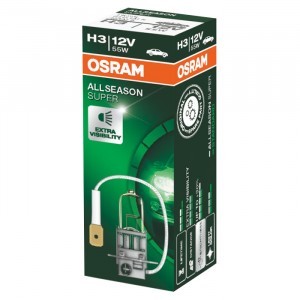 H3 12V
55W
OSRAM
ALLSEASON
SUPER
EXTRA
VISIBILITY
H3 12V
55W
OSRAM
ALLSEASON
SUPER